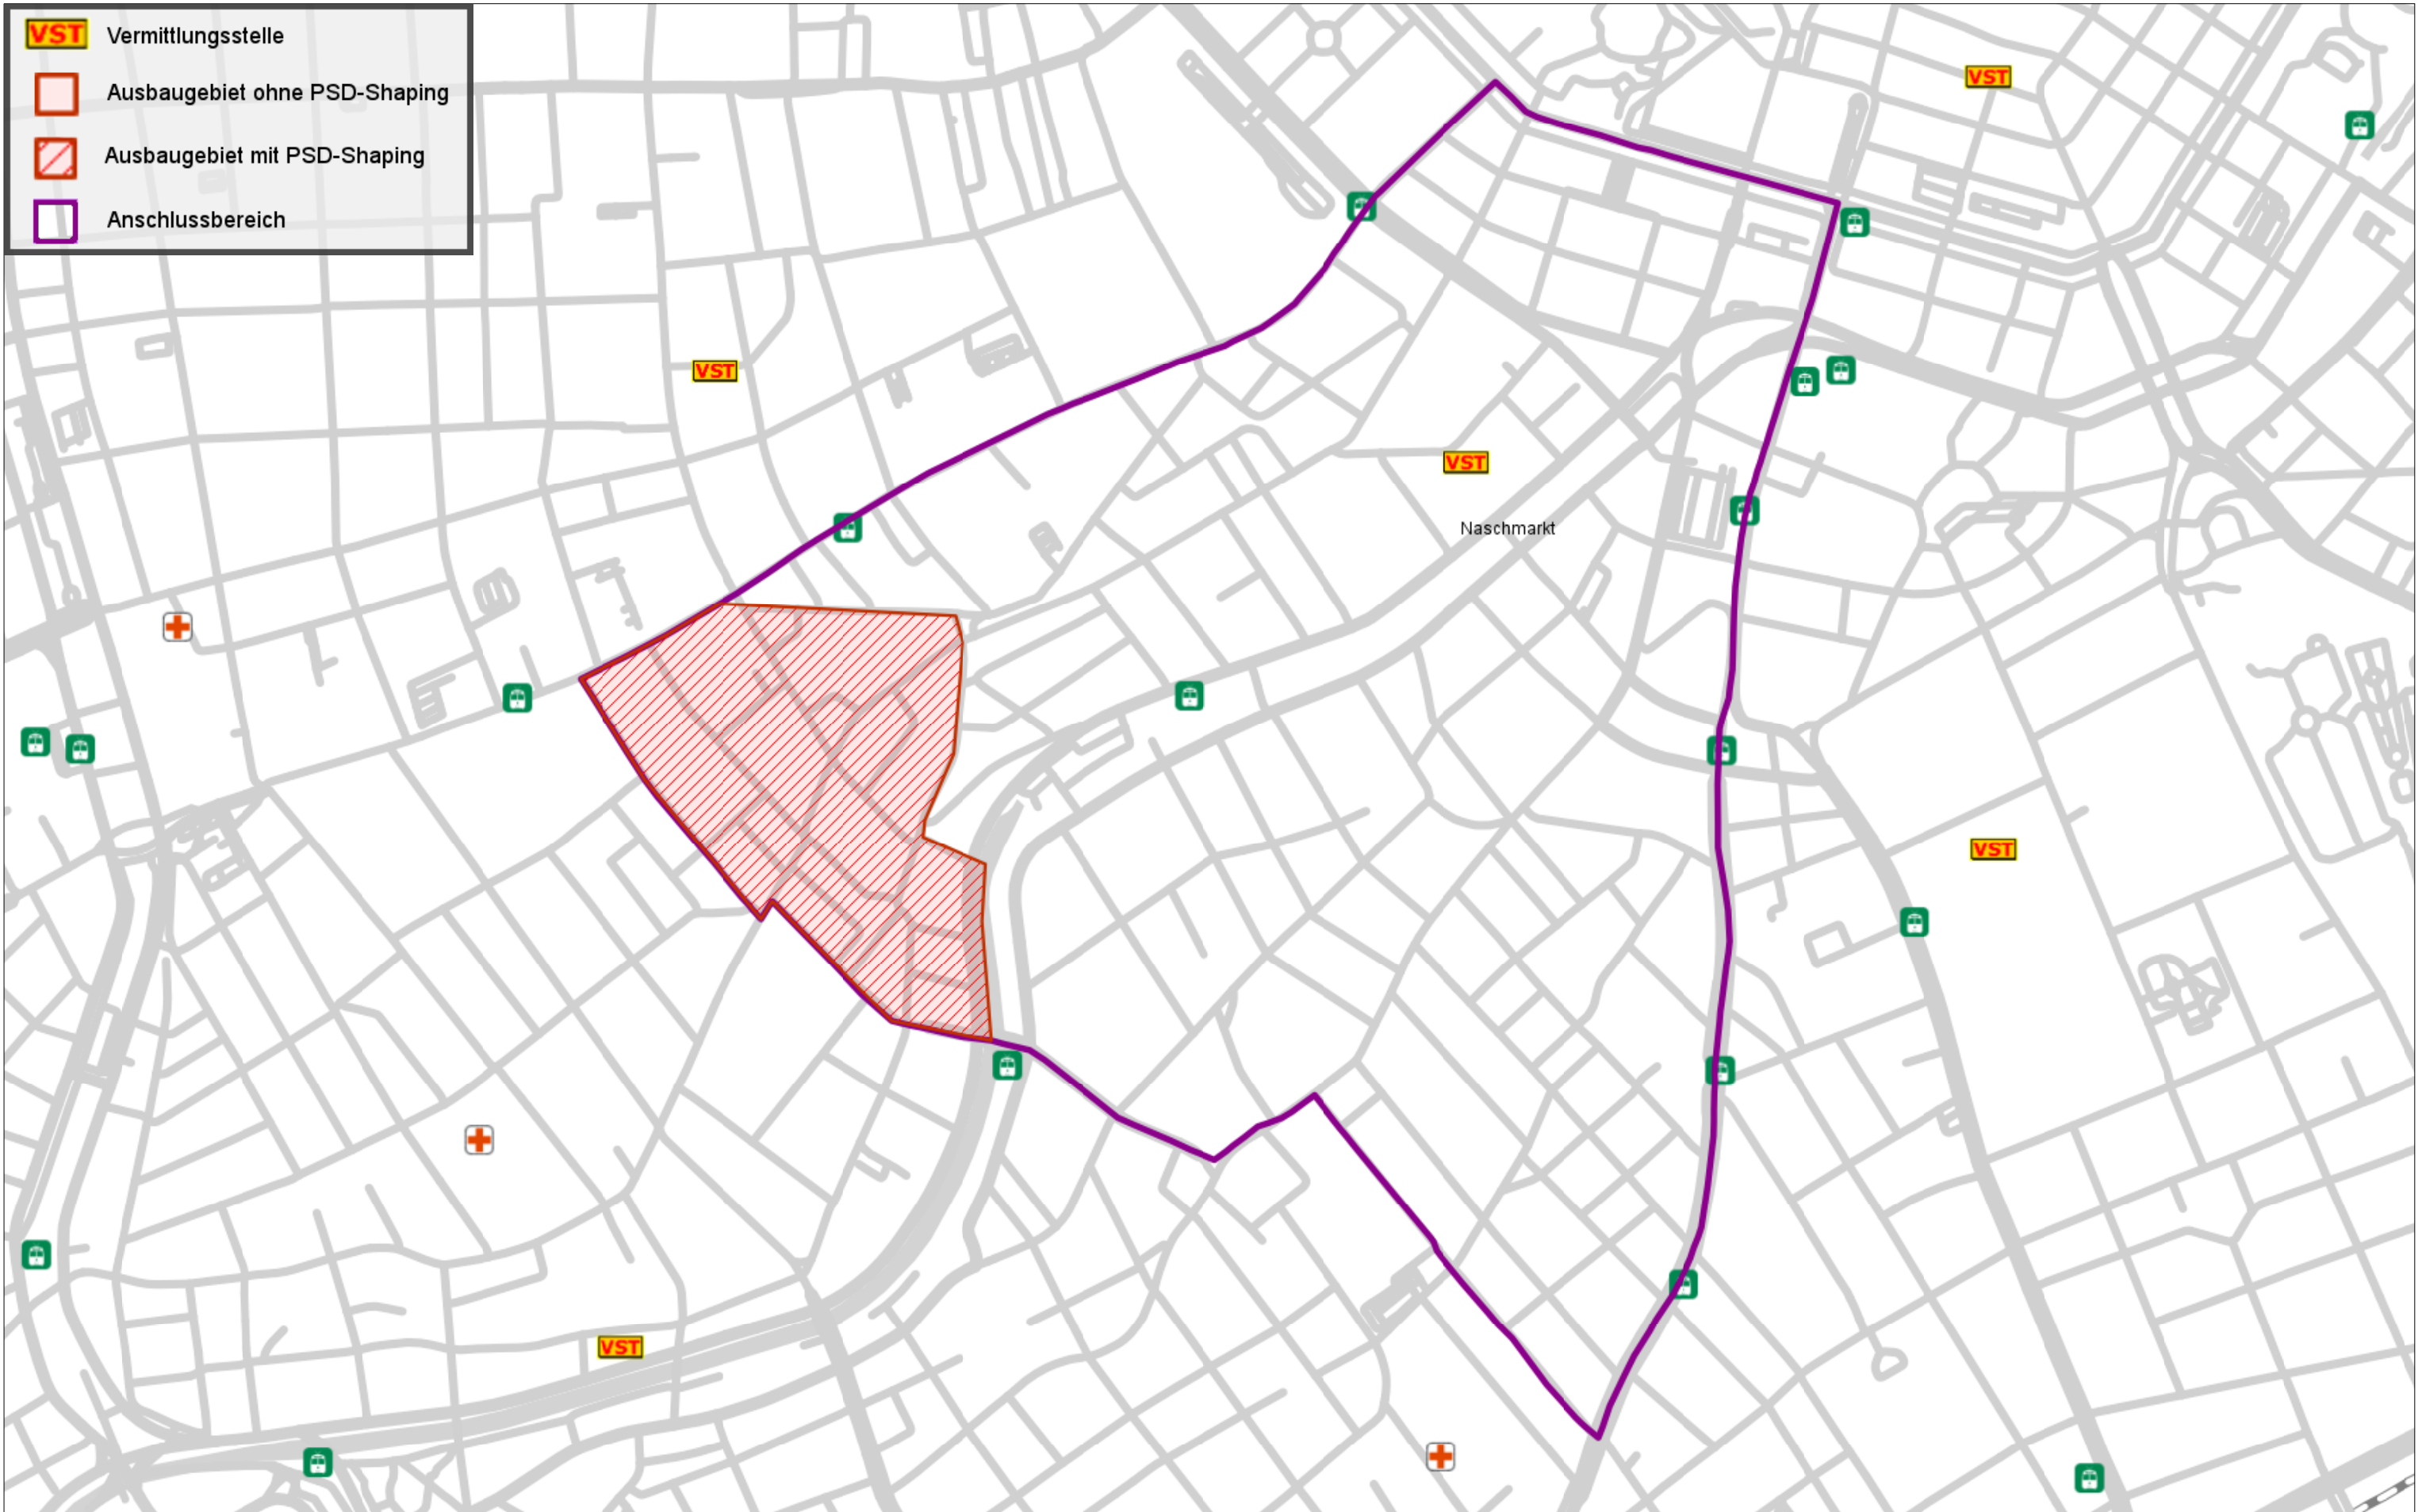 VST Vermittlungsstelle
Ausbaugebiet ohne PSD-Shaping
Ausbaugebiet mit PSD-Shaping
Anschlussbereich
VST
VST
VST
Naschmarkt
VST
VST